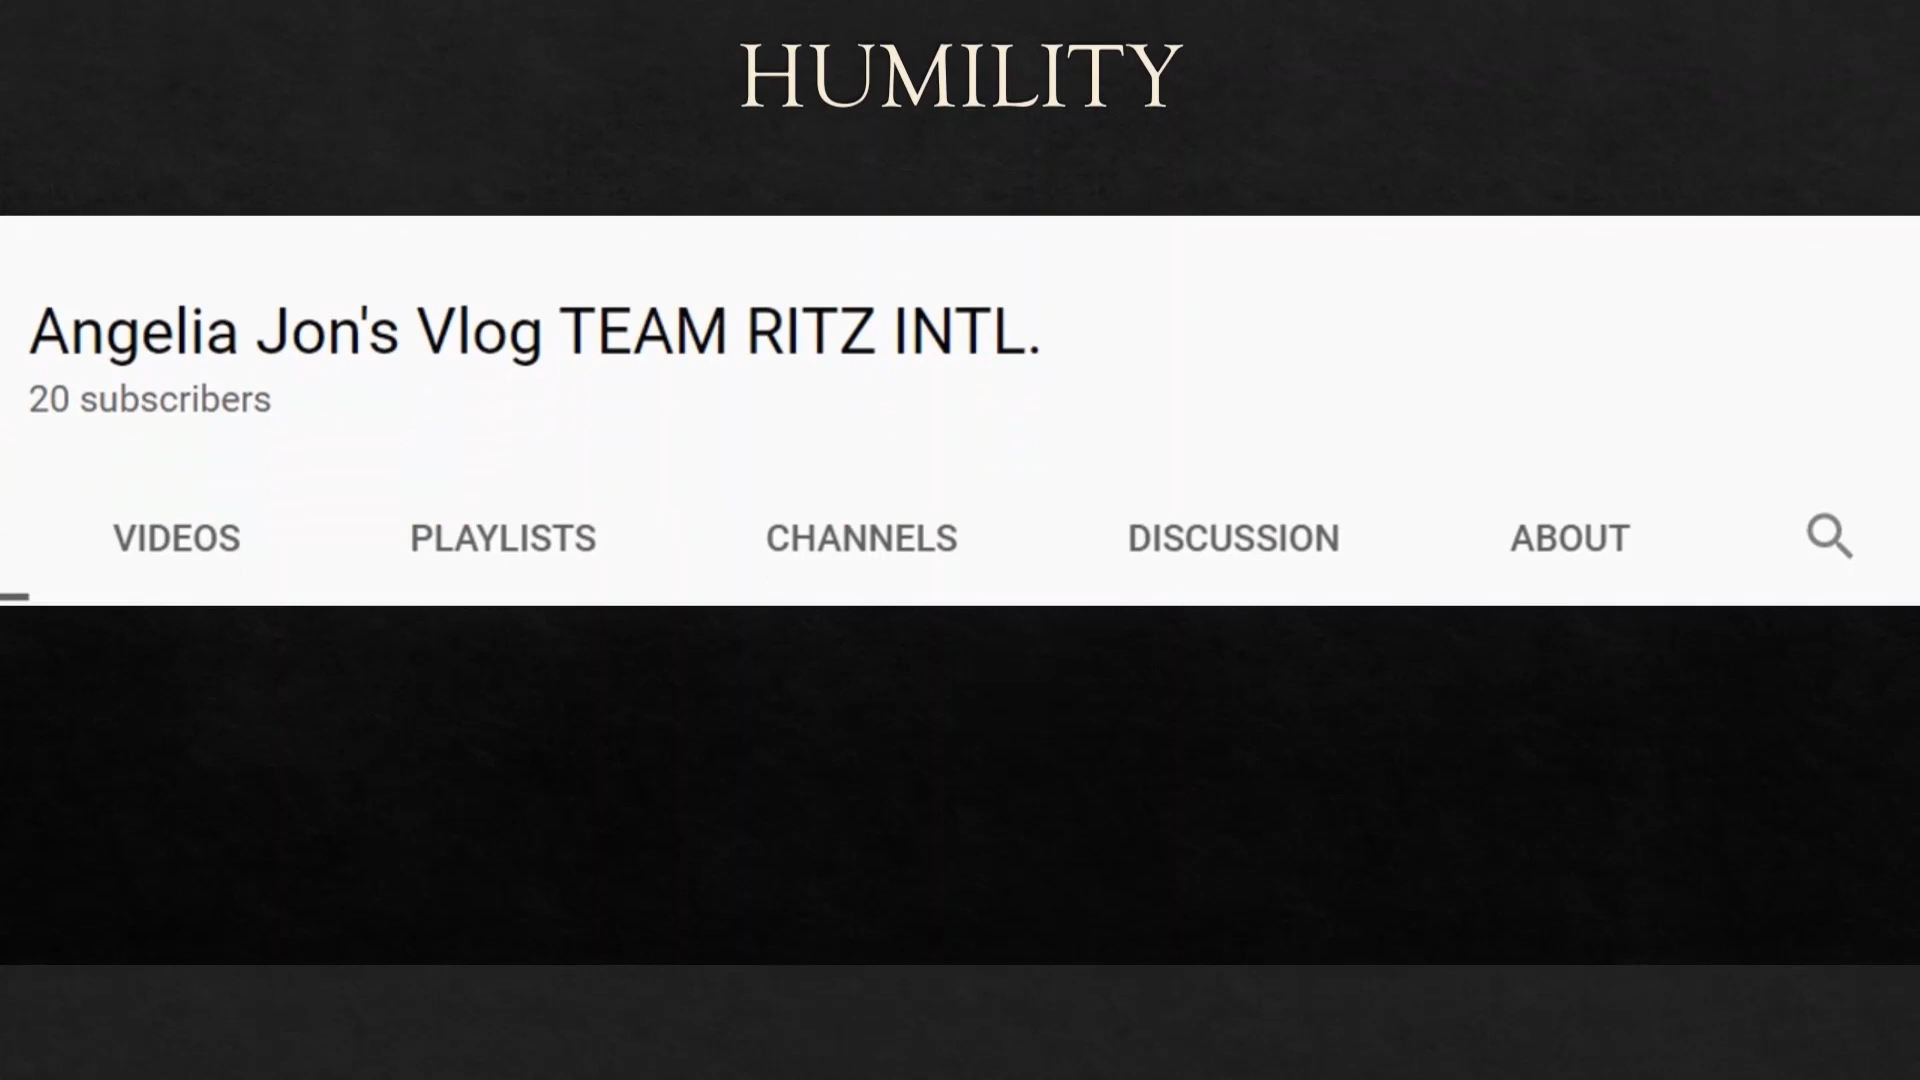 HUMILITY
Angelia Jon's Vlog TEAM RITZ INTL.
20 subscribers
VIDEOS PLAYLISTS CHANNELS DISCUSSION ABOUT